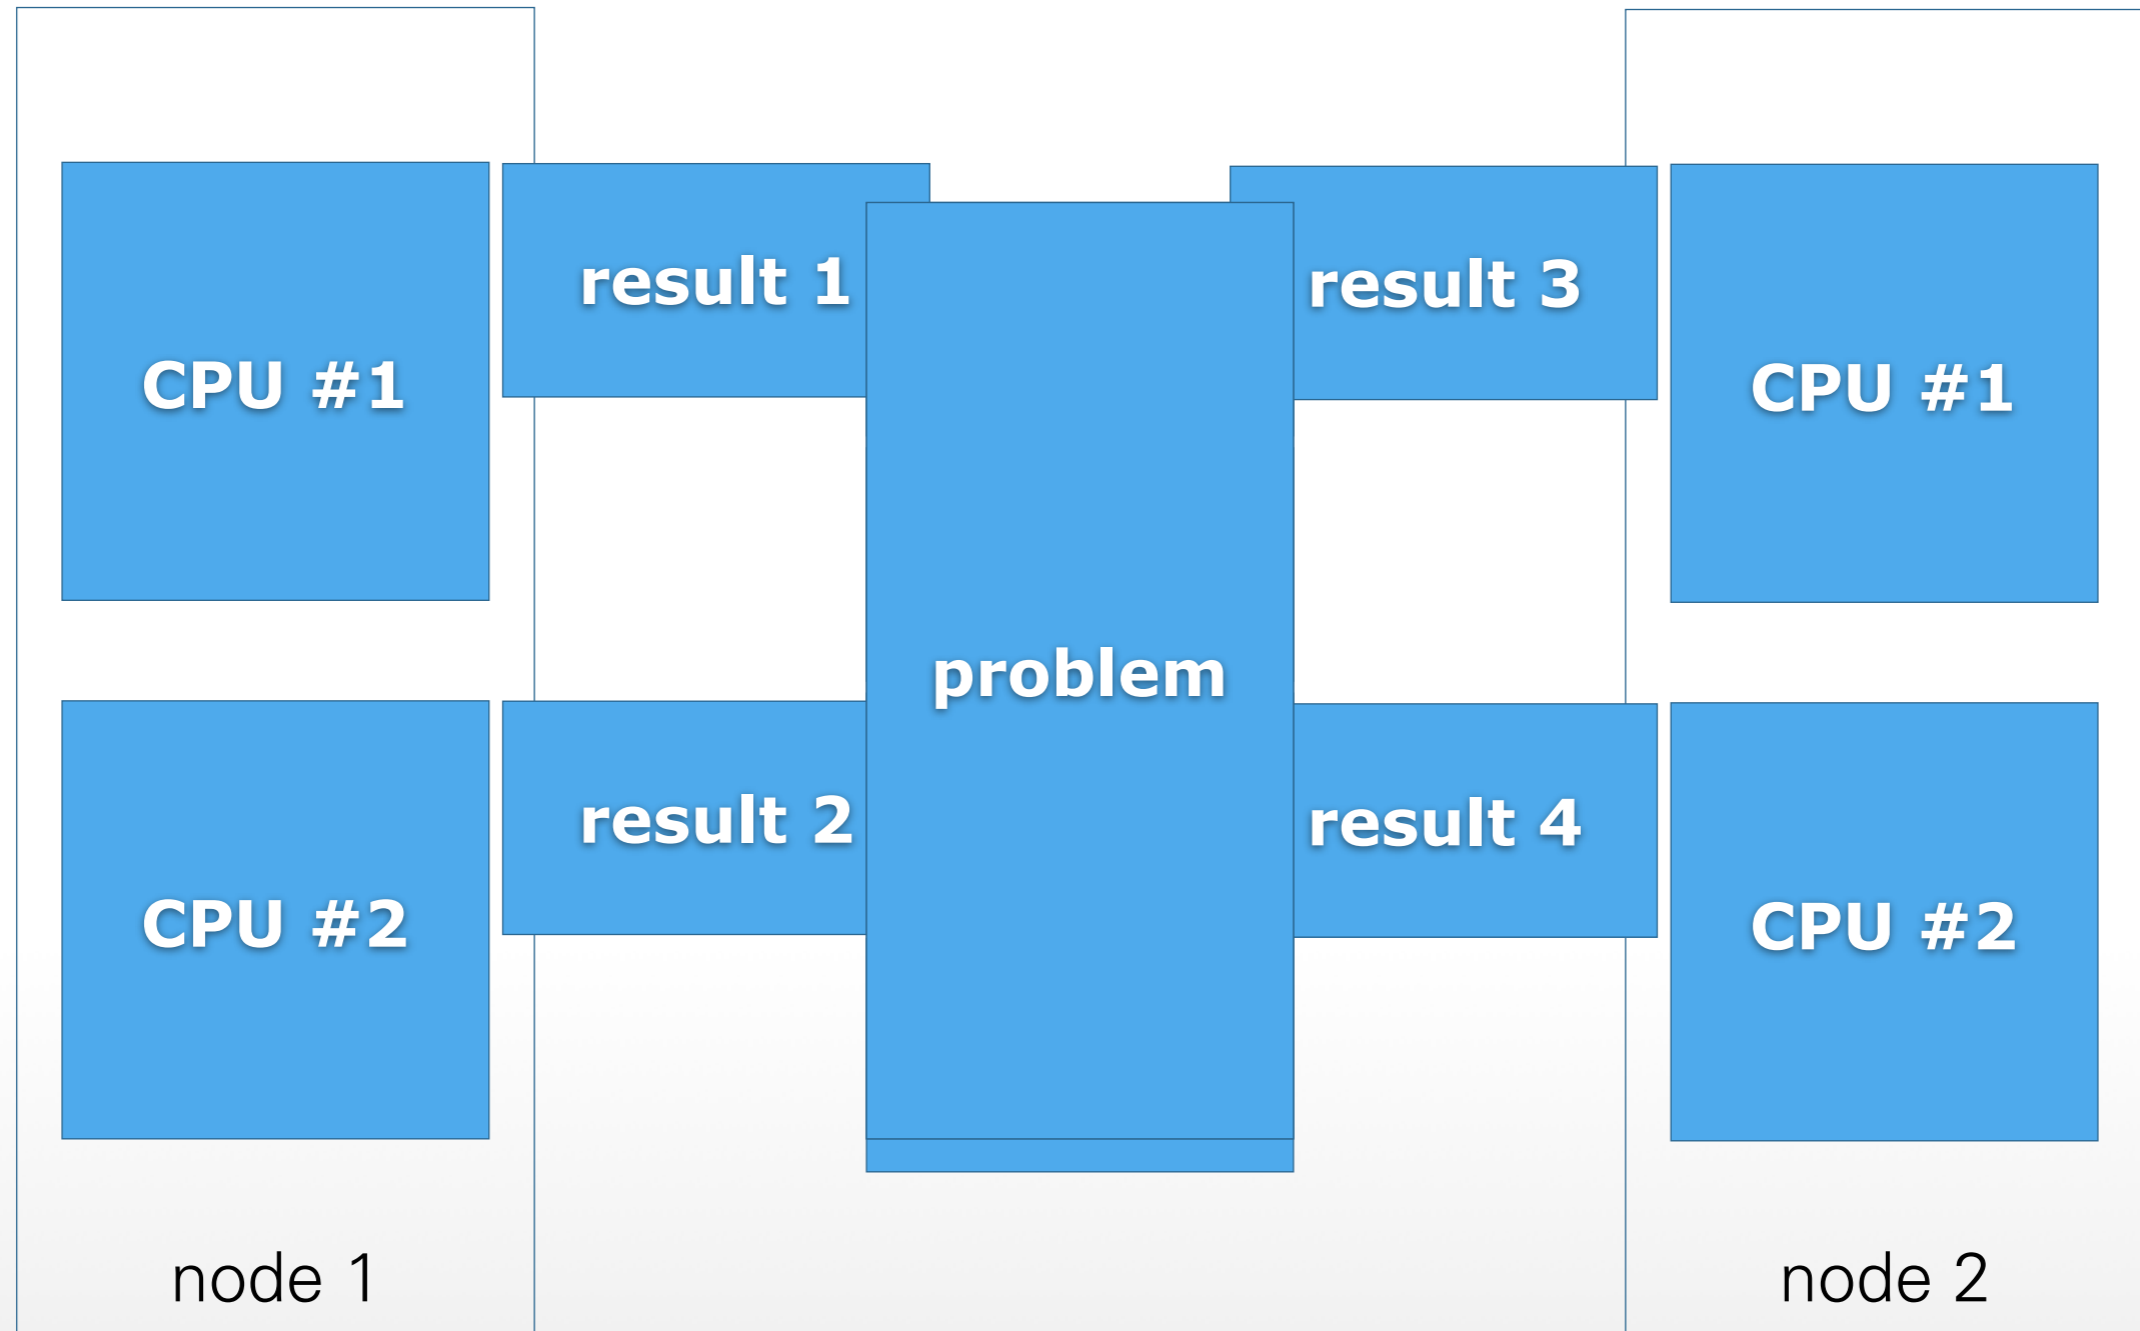 result 1
result 3
CPU #1
CPU #1
problem
result 2
result 4
CPU #2
CPU #2
node 1
node 2